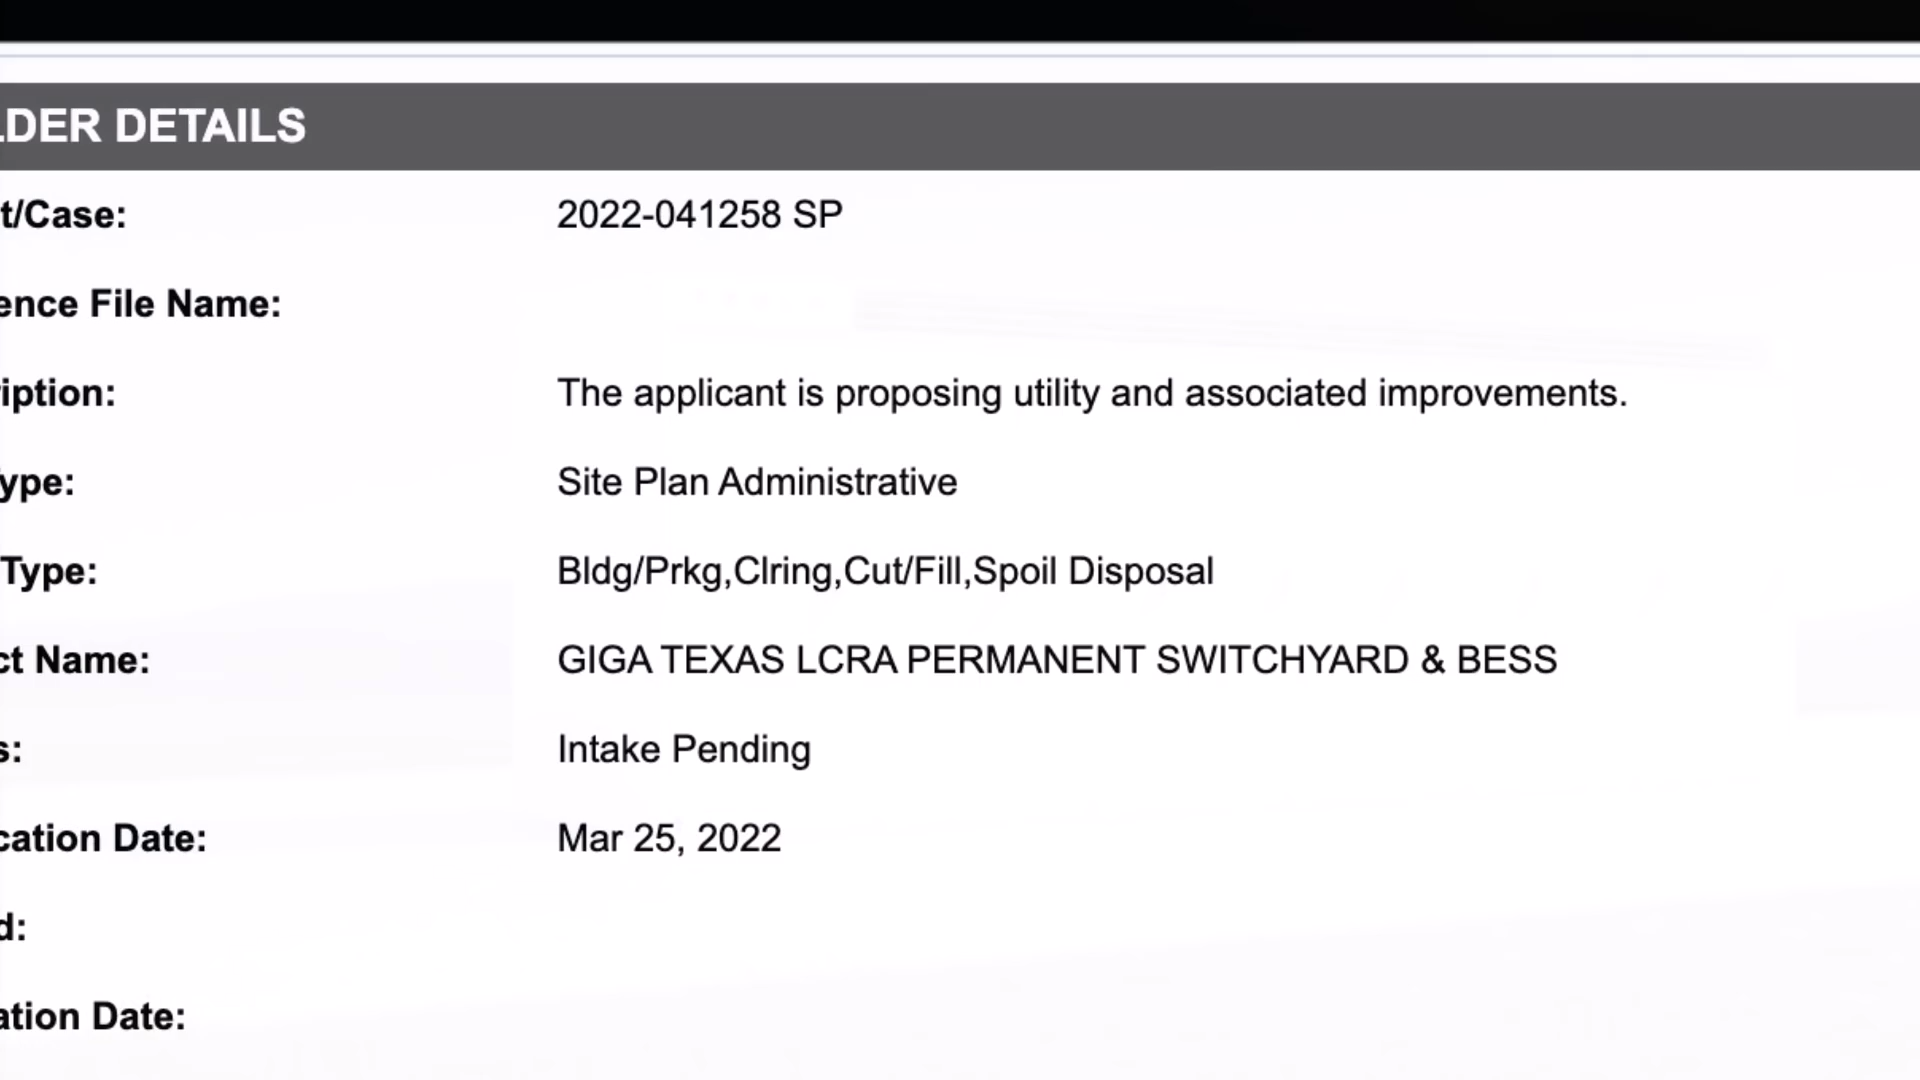 LDER DETAILS
t/Case: 2022-041258 SP
ence File Name:
ription: The applicant is proposing utility and associated improvements.
ype: Site Plan Administrative
Type: Bldg/Prkg,Clring,Cut/Fill,Spoil Disposal
ct Name: GIGA TEXAS LCRA PERMANENT SWITCHYARD & BESS
s: Intake Pending
cation Date: Mar 25, 2022
d:
ation Date: